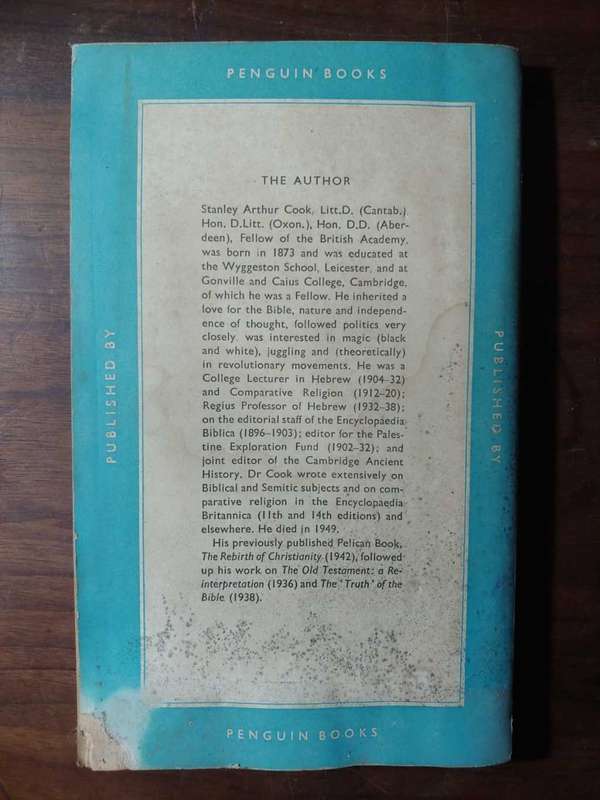 PENGUIN BOOKS
THE AUTHOR
Stanley Arthur Cook, Litt.D. (Cantab.)
Hon. D.Litt. (Oxon.), Hon. D.D. (Aber-
deen), Fellow of the British Academy,
was born in 1873 and was educated at
the Wyggeston School, Leicester, and at
Gonville and Caius College, Cambridge,
of which he was a Fellow. He inherited a
love for the Bible, nature and independ-
ence of thought, followed politics very
closely, was interested in magic (black
and white), juggling and (theoretically)
in revolutionary movements. He was a
College Lecturer in Hebrew (1904-32)
and Comparative Religion (1912-20);
Regius Professor of Hebrew (1932-38);
on the editorial staff of the Encyclopaedia
Biblica (1896-1903); editor for the Pales-
tine Exploration Fund (1902-32); and
joint editor of the Cambridge Ancient
History. Dr Cook wrote extensively on
Biblical and Semitic subjects and on com-
parative religion in the Encyclopaedia
Britannica (11th and 14th editions) and
elsewhere. He died in 1949.
His previously published Pelican Book,
The Rebirth of Christianity (1942), followed
up his work on The Old Testament: a Re-
interpretation (1936) and The 'Truth' of the
Bible (1938).
PUBLISHED BY
PUBLISHED BY
PENGUIN BOOKS